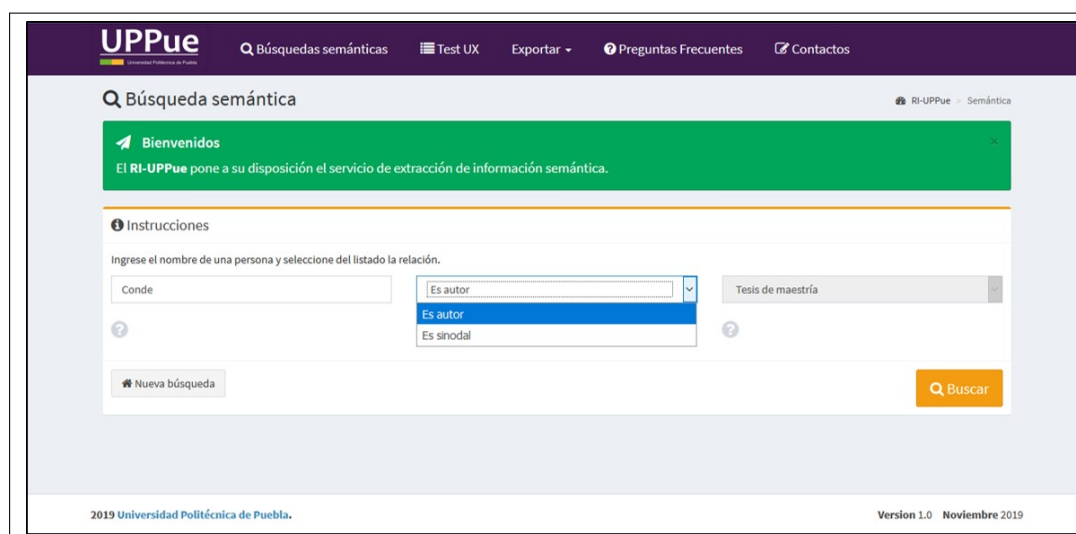 UPPue
Universidad Politécnica de Puebla
Búsquedas semánticas
Test UX
Exportar
Preguntas Frecuentes
Contactos
Búsqueda semántica
RI-UPPue > Semántica
Bienvenidos
×
El RI-UPPue pone a su disposición el servicio de extracción de información semántica.
Instrucciones
Ingrese el nombre de una persona y seleccione del listado la relación.
Conde
Es autor
Tesis de maestría
Es autor
Es sinodal
Nueva búsqueda
Buscar
2019 Universidad Politécnica de Puebla.
Version 1.0 Noviembre 2019